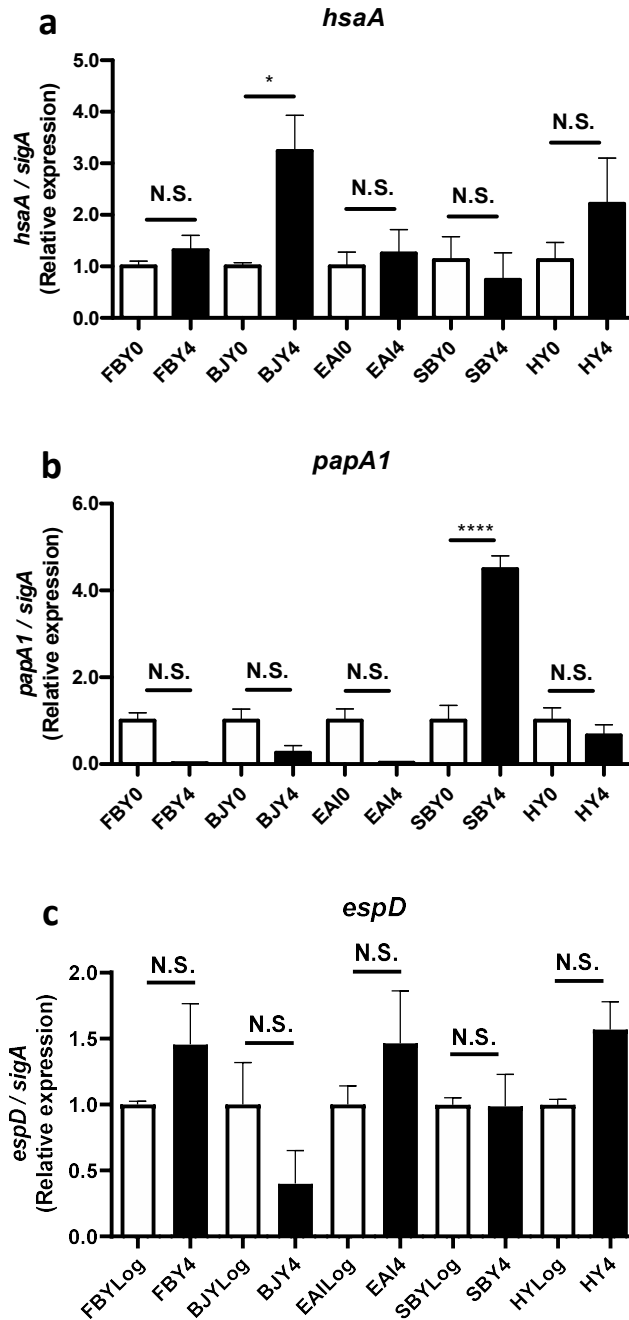 a
hsaA
hsaA / sigA
(Relative expression)
5.0
4.0
3.0
2.0
1.0
0.0
N.S.
*
N.S.
N.S.
N.S.
FBY0
FBY4
BJY0
BJY4
EAI0
EAI4
SBY0
SBY4
HY0
HY4
b
papA1
papA1 / sigA
(Relative expression)
6.0
4.0
2.0
0.0
N.S.
N.S.
N.S.
****
N.S.
FBY0
FBY4
BJY0
BJY4
EAI0
EAI4
SBY0
SBY4
HY0
HY4
c
espD
espD / sigA
(Relative expression)
2.0
1.5
1.0
0.5
0.0
N.S.
N.S.
N.S.
N.S.
N.S.
FBYLog
FBY4
BJYLog
BJY4
EAILog
EAI4
SBYLog
SBY4
HYLog
HY4